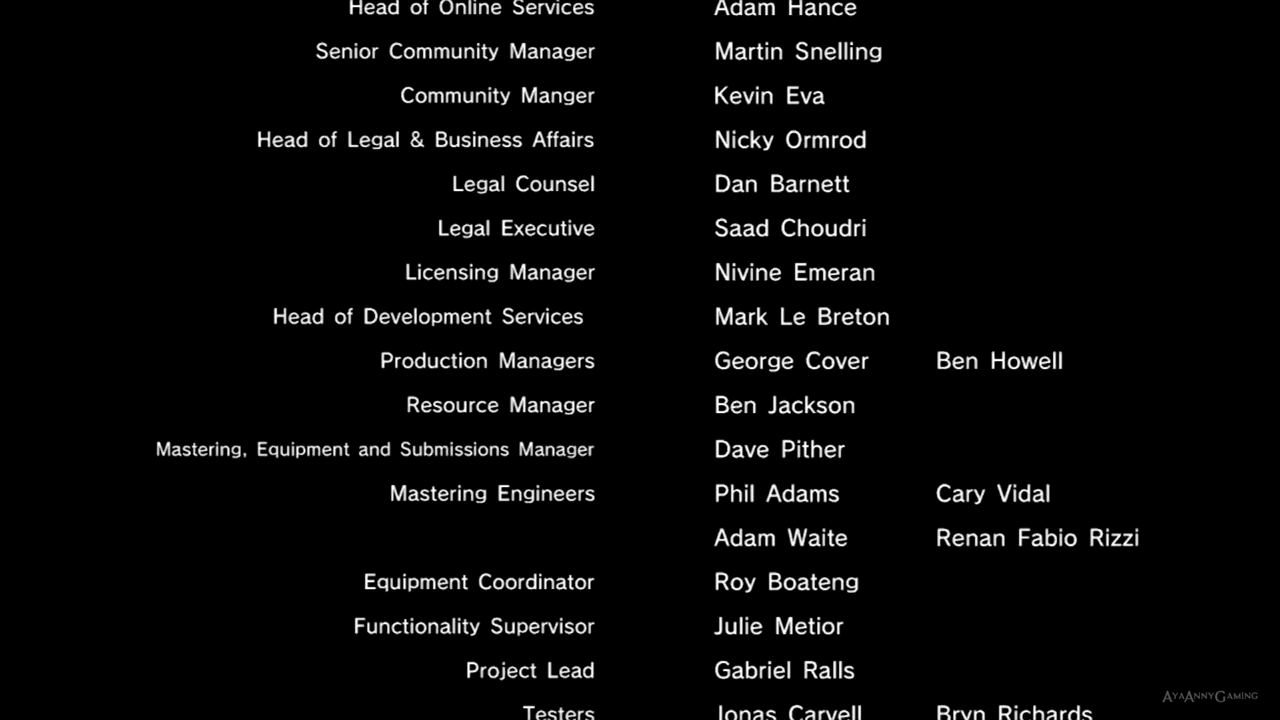 Head of Online Services Adam Hance
Senior Community Manager Martin Snelling
Community Manger Kevin Eva
Head of Legal & Business Affairs Nicky Ormrod
Legal Counsel Dan Barnett
Legal Executive Saad Choudri
Licensing Manager Nivine Emeran
Head of Development Services Mark Le Breton
Production Managers George Cover Ben Howell
Resource Manager Ben Jackson
Mastering, Equipment and Submissions Manager Dave Pither
Mastering Engineers Phil Adams Cary Vidal
Adam Waite Renan Fabio Rizzi
Equipment Coordinator Roy Boateng
Functionality Supervisor Julie Metior
Project Lead Gabriel Ralls
Testers Jonas Carvell Bryn Richards
AyaAnnyGaming